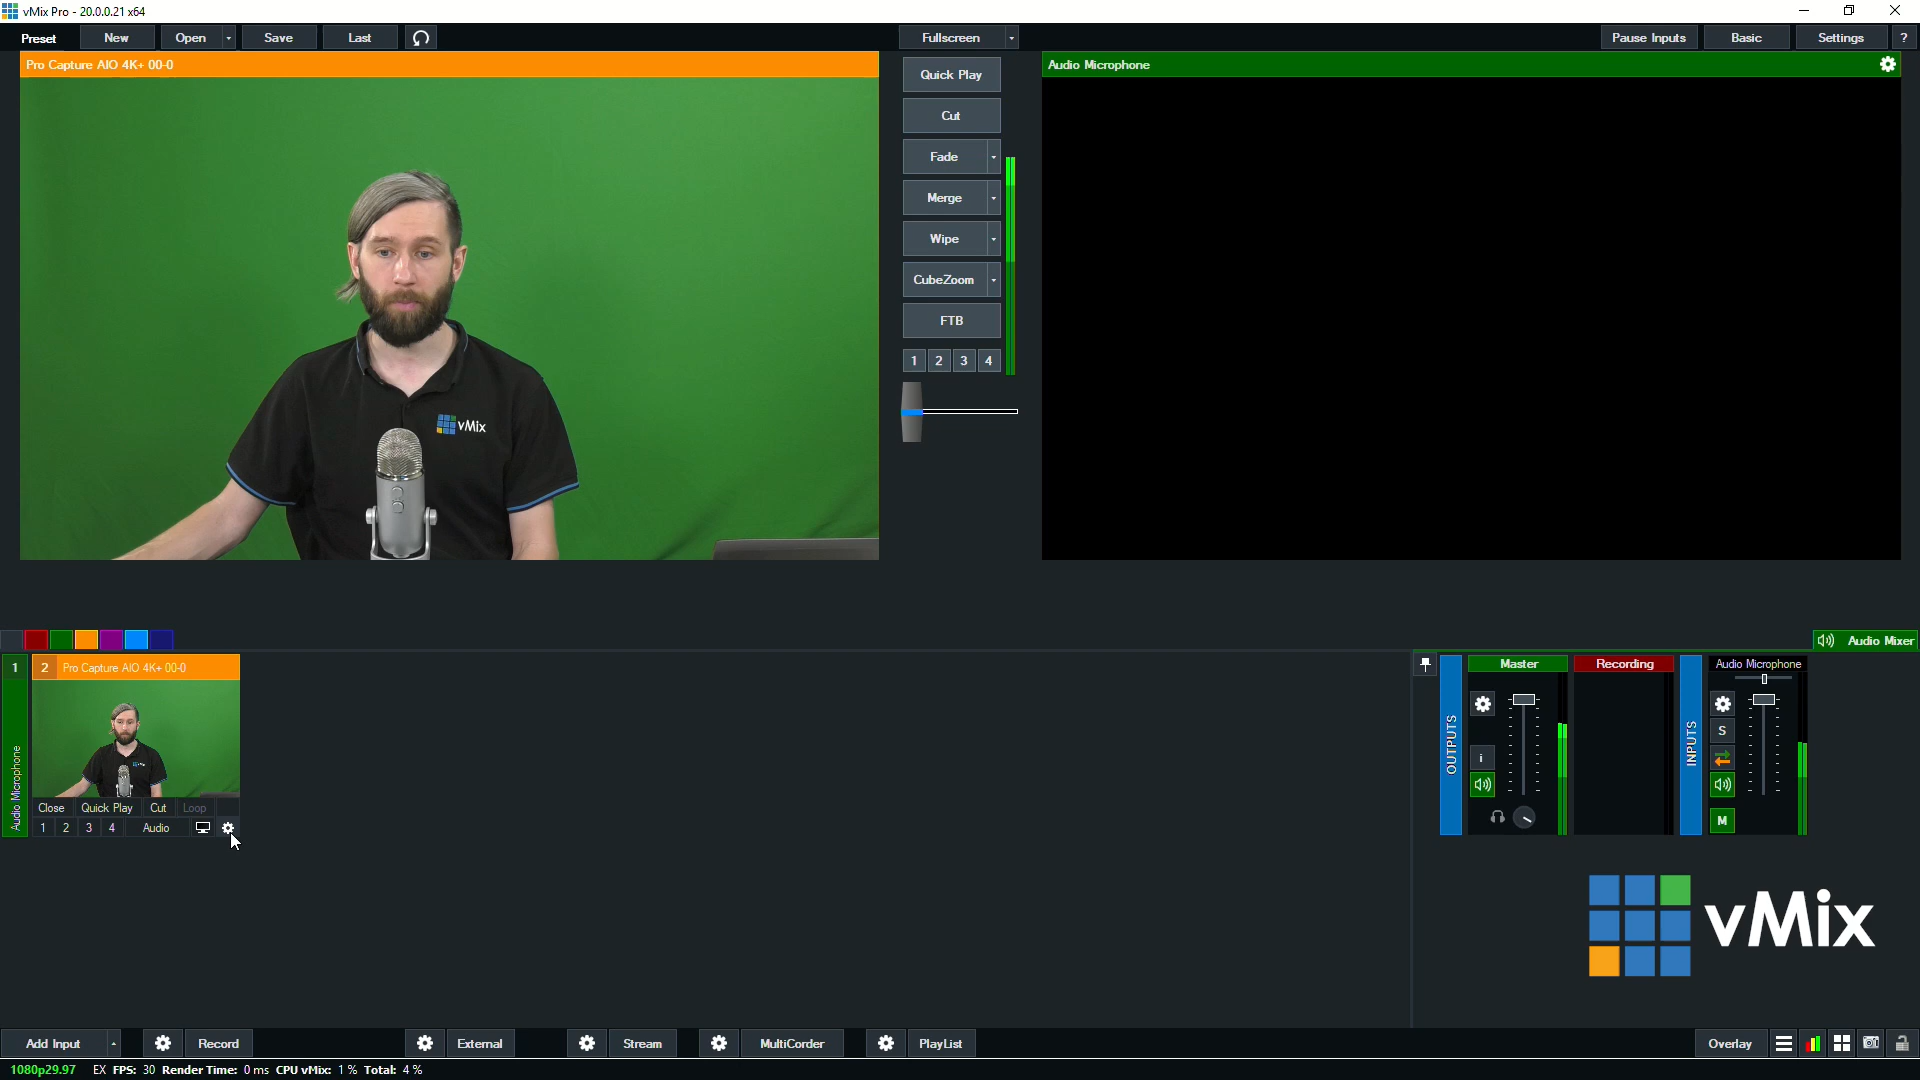 vMix Pro - 20.0.0.21 x64
Preset New Open Save Last Fullscreen Pause Inputs Basic Settings ?
Pro Capture AIO 4K+ 00-0
Quick Play
Cut
Fade
Merge
Wipe
CubeZoom
FTB
1 2 3 4
Audio Microphone
vMix
Audio Mixer
1
Audio Microphone
2 Pro Capture AIO 4K+ 00-0
Close Quick Play Cut Loop
1 2 3 4 Audio
OUTPUTS
Master
i
Recording
INPUTS
Audio Microphone
S
M
vMix
Add Input Record External Stream MultiCorder PlayList Overlay
1080p29.97 EX FPS: 30 Render Time: 0 ms CPU vMix: 1 % Total: 4 %